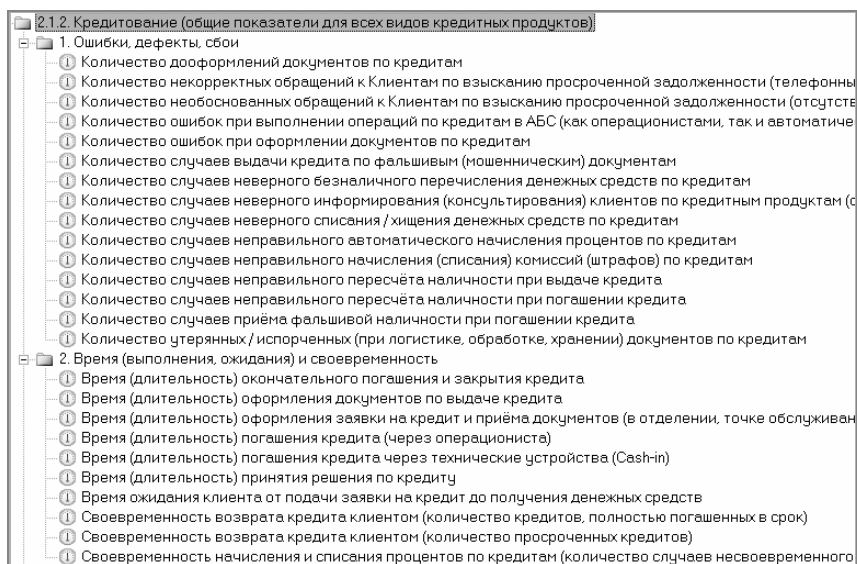 2.1.2. Кредитование (общие показатели для всех видов кредитных продуктов)
1. Ошибки, дефекты, сбои
Количество дооформлений документов по кредитам
Количество некорректных обращений к Клиентам по взысканию просроченной задолженности (телефонны
Количество необоснованных обращений к Клиентам по взысканию просроченной задолженности (отсутств
Количество ошибок при выполнении операций по кредитам в АБС (как операционистами, так и автоматиче
Количество ошибок при оформлении документов по кредитам
Количество случаев выдачи кредита по фальшивым (мошенническим) документам
Количество случаев неверного безналичного перечисления денежных средств по кредитам
Количество случаев неверного информирования (консультирования) клиентов по кредитным продуктам (о
Количество случаев неверного списания / хищения денежных средств по кредитам
Количество случаев неправильного автоматического начисления процентов по кредитам
Количество случаев неправильного начисления (списания) комиссий (штрафов) по кредитам
Количество случаев неправильного пересчёта наличности при выдаче кредита
Количество случаев неправильного пересчёта наличности при погашении кредита
Количество случаев приёма фальшивой наличности при погашении кредита
Количество утерянных / испорченных (при логистике, обработке, хранении) документов по кредитам
2. Время (выполнения, ожидания) и своевременность
Время (длительность) окончательного погашения и закрытия кредита
Время (длительность) оформления документов по выдаче кредита
Время (длительность) оформления заявки на кредит и приёма документов (в отделении, точке обслуживан
Время (длительность) погашения кредита (через операциониста)
Время (длительность) погашения кредита через технические устройства (Cash-in)
Время (длительность) принятия решения по кредиту
Время ожидания клиента от подачи заявки на кредит до получения денежных средств
Своевременность возврата кредита клиентом (количество кредитов, полностью погашенных в срок)
Своевременность возврата кредита клиентом (количество просроченных кредитов)
Своевременность начисления и списания процентов по кредитам (количество случаев несвоевременного